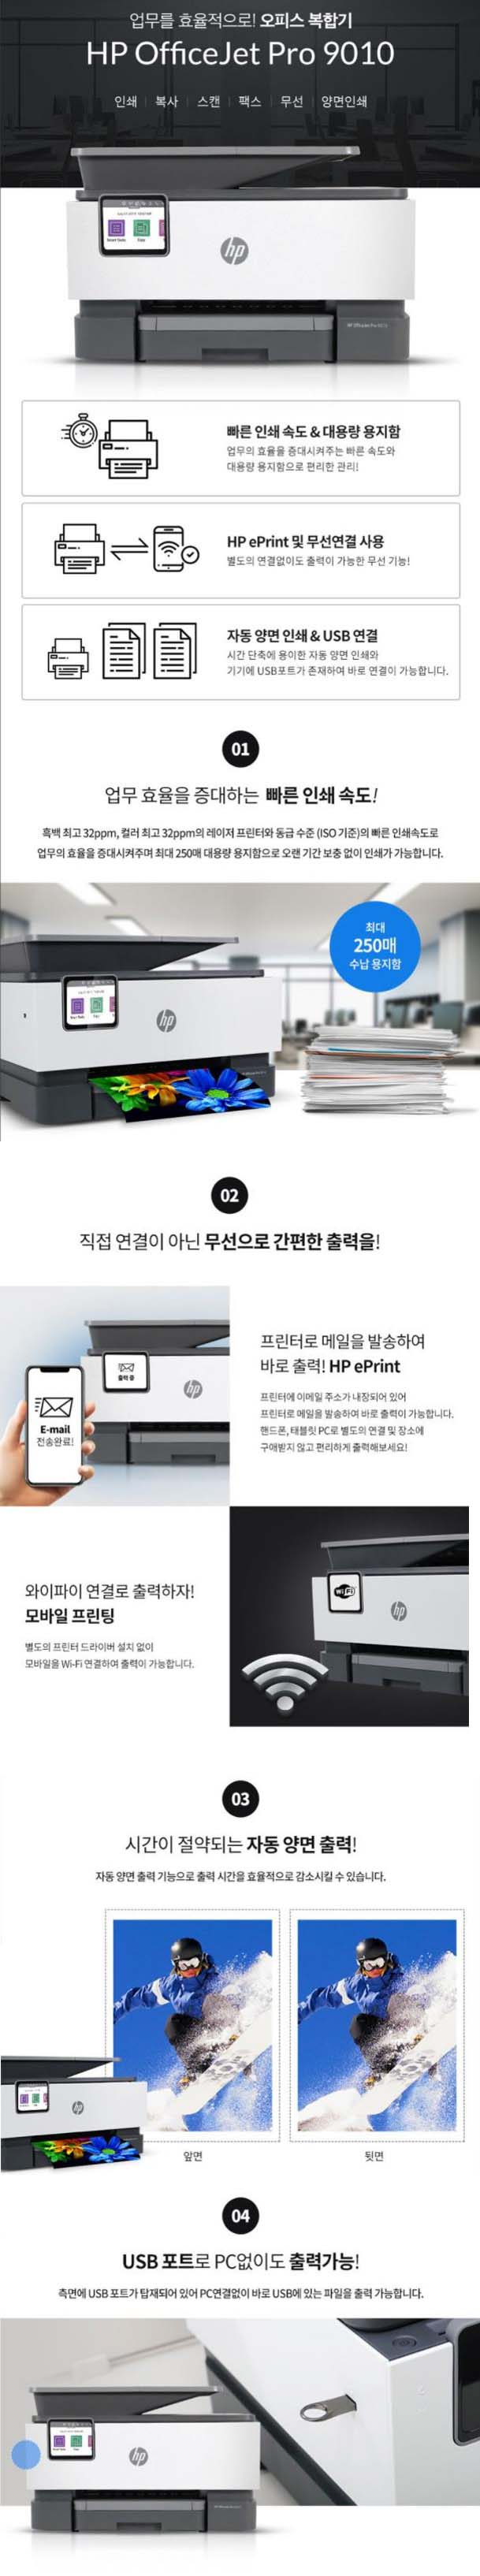 업무를 효율적으로! 오피스 복합기
HP OfficeJet Pro 9010
인쇄 | 복사 | 스캔 | 팩스 | 무선 | 양면인쇄
hp
빠른 인쇄 속도 & 대용량 용지함
업무의 효율을 증대시켜주는 빠른 속도와
대용량 용지함으로 편리한 관리!
HP ePrint 및 무선연결 사용
별도의 연결없이도 출력이 가능한 무선 기능!
자동 양면 인쇄 & USB 연결
시간 단축에 용이한 자동 양면 인쇄와
기기에 USB포트가 존재하여 바로 연결이 가능합니다.
01
업무 효율을 증대하는 빠른 인쇄 속도!
흑백 최고 32ppm, 컬러 최고 32ppm의 레이저 프린터와 동급 수준 (ISO 기준)의 빠른 인쇄속도로
업무의 효율을 증대시켜주며 최대 250매 대용량 용지함으로 오랜 기간 보충 없이 인쇄가 가능합니다.
최대
250매
수납 용지함
hp
02
직접 연결이 아닌 무선으로 간편한 출력을!
프린터로 메일을 발송하여
바로 출력! HP ePrint
프린터에 이메일 주소가 내장되어 있어
프린터로 메일을 발송하여 바로 출력이 가능합니다.
핸드폰, 태블릿 PC로 별도의 연결 및 장소에
구애받지 않고 편리하게 출력해보세요!
출력 중
hp
E-mail
전송완료!
와이파이 연결로 출력하자!
모바일 프린팅
별도의 프린터 드라이버 설치 없이
모바일을 Wi-Fi 연결하여 출력이 가능합니다.
WiFi
hp
03
시간이 절약되는 자동 양면 출력!
자동 양면 출력 기능으로 출력 시간을 효율적으로 감소시킬 수 있습니다.
hp
앞면
뒷면
04
USB 포트로 PC없이도 출력가능!
측면에 USB 포트가 탑재되어 있어 PC연결없이 바로 USB에 있는 파일을 출력 가능합니다.
hp